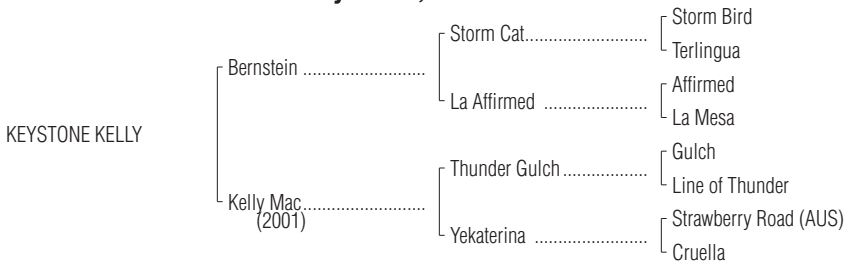 Storm Bird
Storm Cat..............................
Terlingua
Bernstein ..............................
Affirmed
La Affirmed .........................
La Mesa
KEYSTONE KELLY
Gulch
Thunder Gulch.....................
Line of Thunder
Kelly Mac..............................
(2001)
Strawberry Road (AUS)
Yekaterina ...........................
Cruella